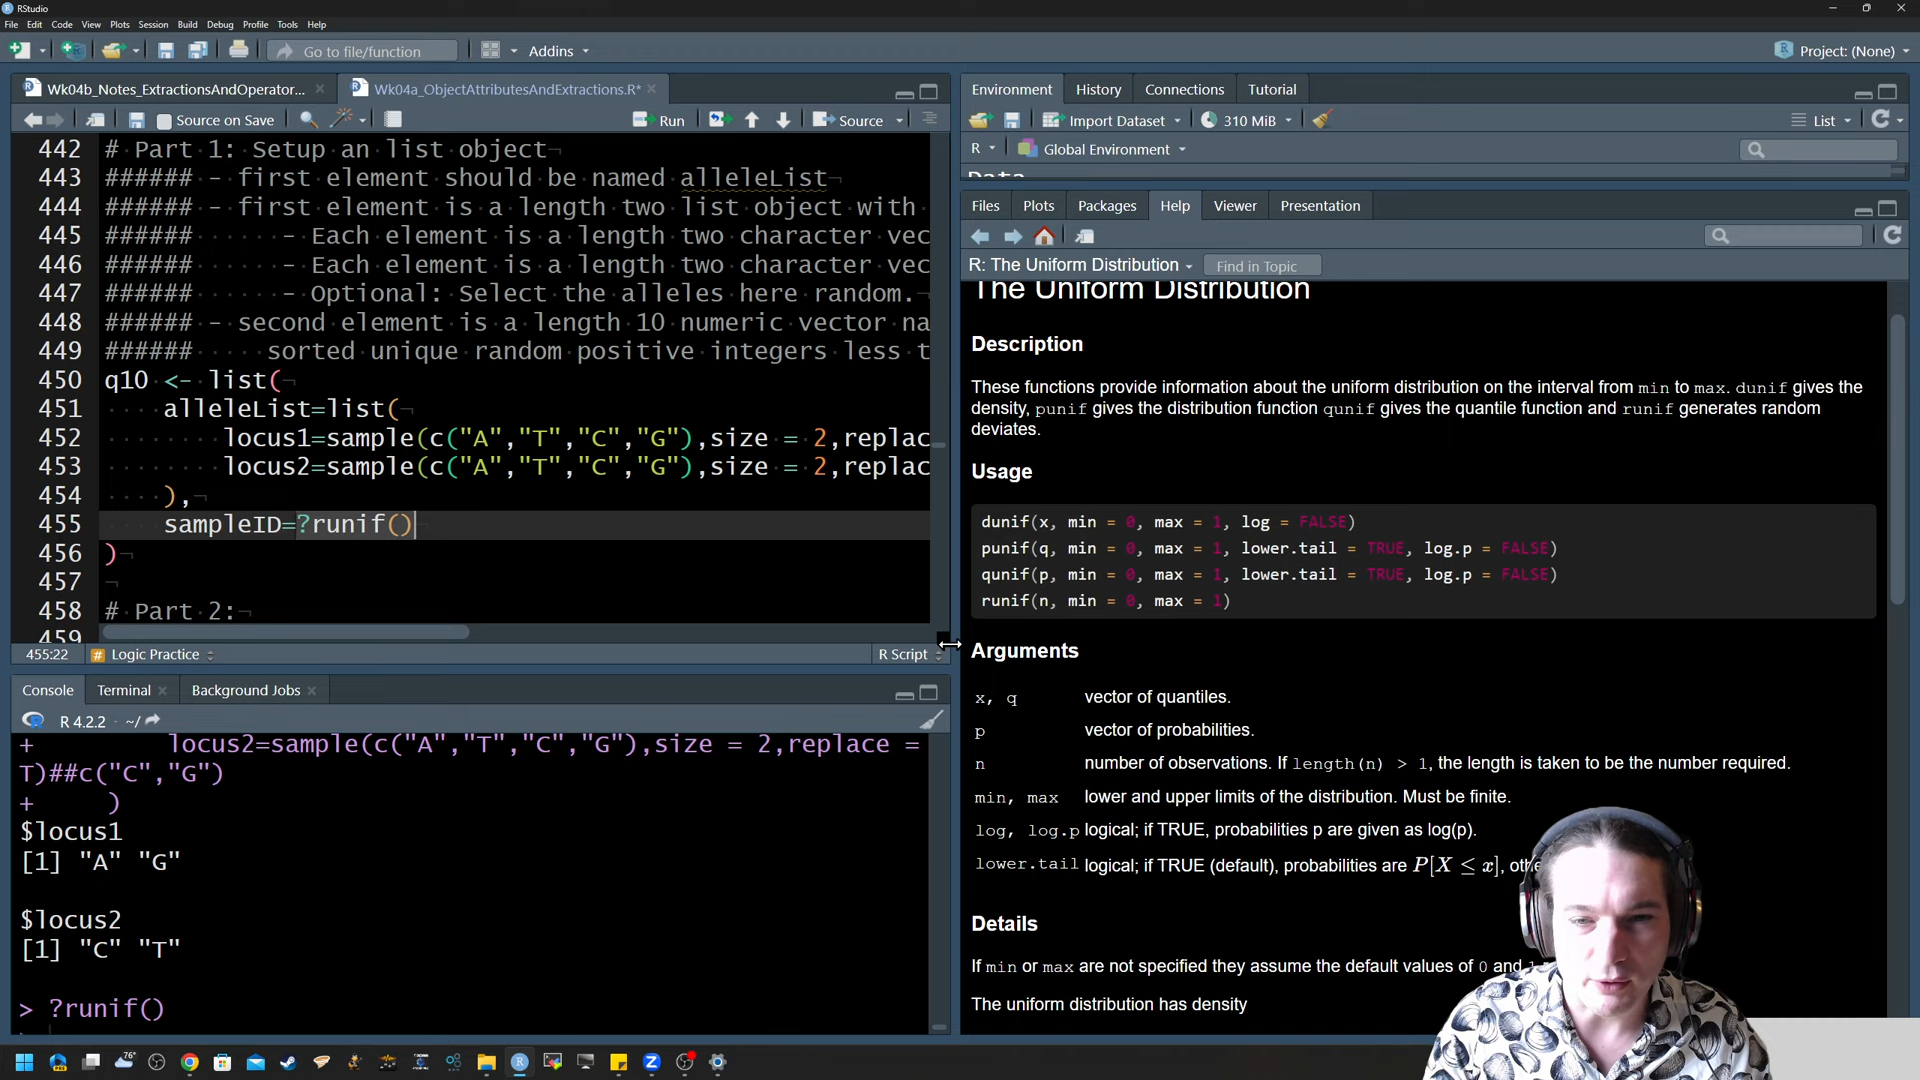 RStudio
File Edit Code View Plots Session Build Debug Profile Tools Help
Go to file/function
Addins
Project: (None)
Wk04b_Notes_ExtractionsAndOperator...
Wk04a_ObjectAttributesAndExtractions.R*
Source on Save
Run
Source
442 # Part 1: Setup an list object
443 ###### - first element should be named alleleList
444 ###### - first element is a length two list object with
445 ###### - Each element is a length two character vec
446 ###### - Each element is a length two character vec
447 ###### - Optional: Select the alleles here random.
448 ###### - second element is a length 10 numeric vector na
449 ###### sorted unique random positive integers less t
450 q10 <- list(
451 alleleList=list(
452 locus1=sample(c("A","T","C","G"),size = 2,replac
453 locus2=sample(c("A","T","C","G"),size = 2,replac
454 ),
455 sampleID=?runif()
456 )
457
458 # Part 2:
459
455:22 # Logic Practice
R Script
Console Terminal Background Jobs
R 4.2.2 · ~/
+ locus2=sample(c("A","T","C","G"),size = 2,replace =
T)##c("C","G")
+ )
$locus1
[1] "A" "G"
$locus2
[1] "C" "T"
> ?runif()
Environment History Connections Tutorial
Import Dataset
310 MiB
List
R
Global Environment
Data
Files Plots Packages Help Viewer Presentation
R: The Uniform Distribution
Find in Topic
The Uniform Distribution
Description
These functions provide information about the uniform distribution on the interval from min to max. dunif gives the
density, punif gives the distribution function qunif gives the quantile function and runif generates random
deviates.
Usage
dunif(x, min = 0, max = 1, log = FALSE)
punif(q, min = 0, max = 1, lower.tail = TRUE, log.p = FALSE)
qunif(p, min = 0, max = 1, lower.tail = TRUE, log.p = FALSE)
runif(n, min = 0, max = 1)
Arguments
x, q vector of quantiles.
p vector of probabilities.
n number of observations. If length(n) > 1, the length is taken to be the number required.
min, max lower and upper limits of the distribution. Must be finite.
log, log.p logical; if TRUE, probabilities p are given as log(p).
lower.tail logical; if TRUE (default), probabilities are P[X ≤ x],
Details
If min or max are not specified they assume the default values of 0 and 1
The uniform distribution has density
76°